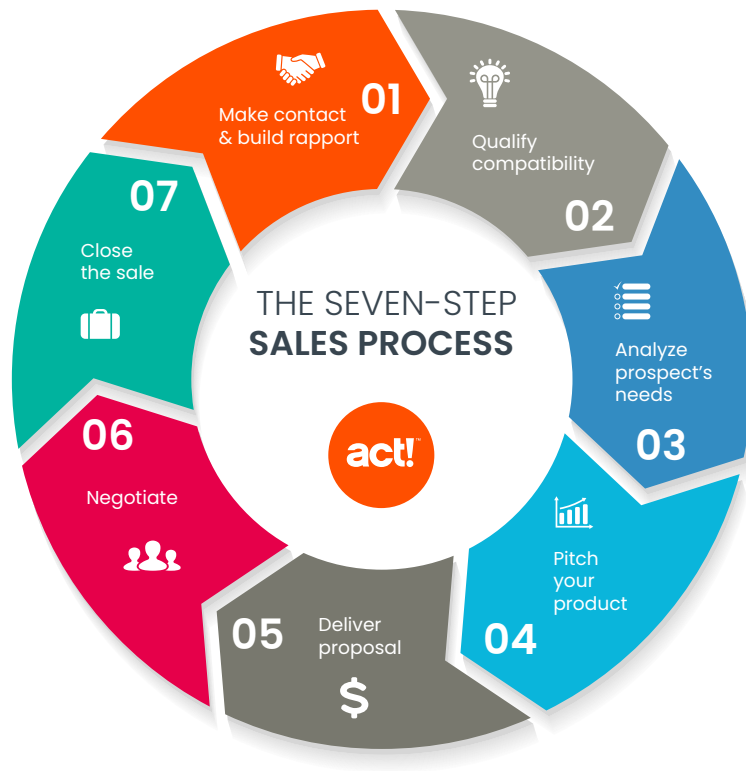 THE SEVEN-STEP
SALES PROCESS
act!™
01
Make contact
& build rapport
02
Qualify
compatibility
03
Analyze
prospect's
needs
04
Pitch
your
product
05
Deliver
proposal
$
06
Negotiate
07
Close
the sale